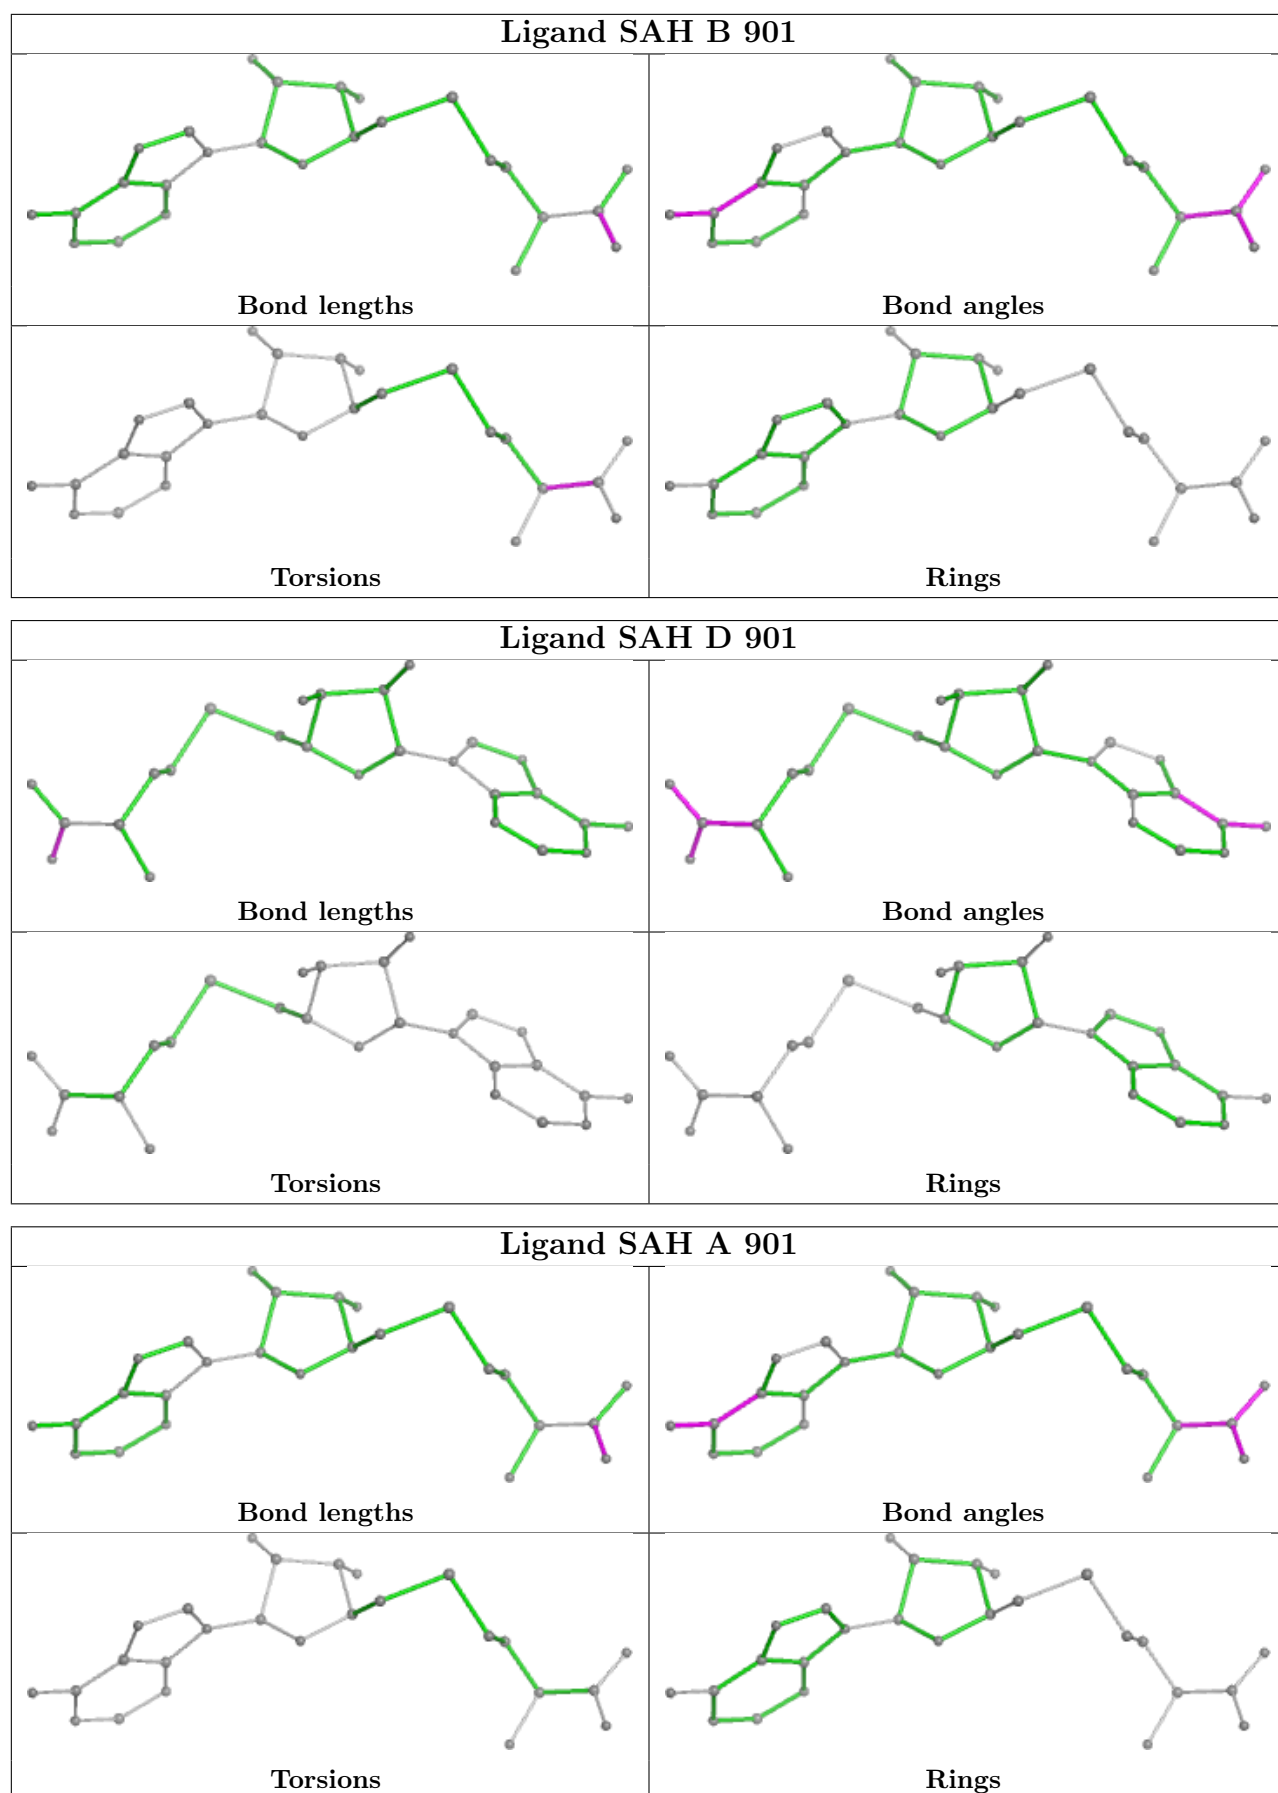 Ligand SAH B 901
Bond lengths
Bond angles
Torsions
Rings
Ligand SAH D 901
Bond lengths
Bond angles
Torsions
Rings
Ligand SAH A 901
Bond lengths
Bond angles
Torsions
Rings